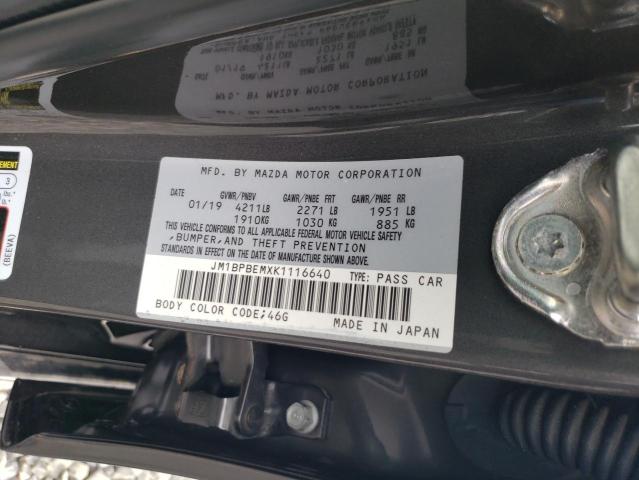 MFD. BY MAZDA MOTOR CORPORATION
DATE GVWR/PNBV GAWR/PNBE FRT GAWR/PNBE RR
01/19 4211LB 2271 LB 1951 LB
1910KG 1030 KG 885 KG
THIS VEHICLE CONFORMS TO ALL APPLICABLE FEDERAL MOTOR VEHICLE SAFETY,
,BUMPER,AND THEFT PREVENTION
STANDARDS IN EFFECT ON THE DATE OF MANUFACTURE SHOWN ABOVE.
JM1BPBEMXK1116640 TYPE: PASS CAR
BODY COLOR CODE;46G
MADE IN JAPAN
EMENT
3
(BEEVA)